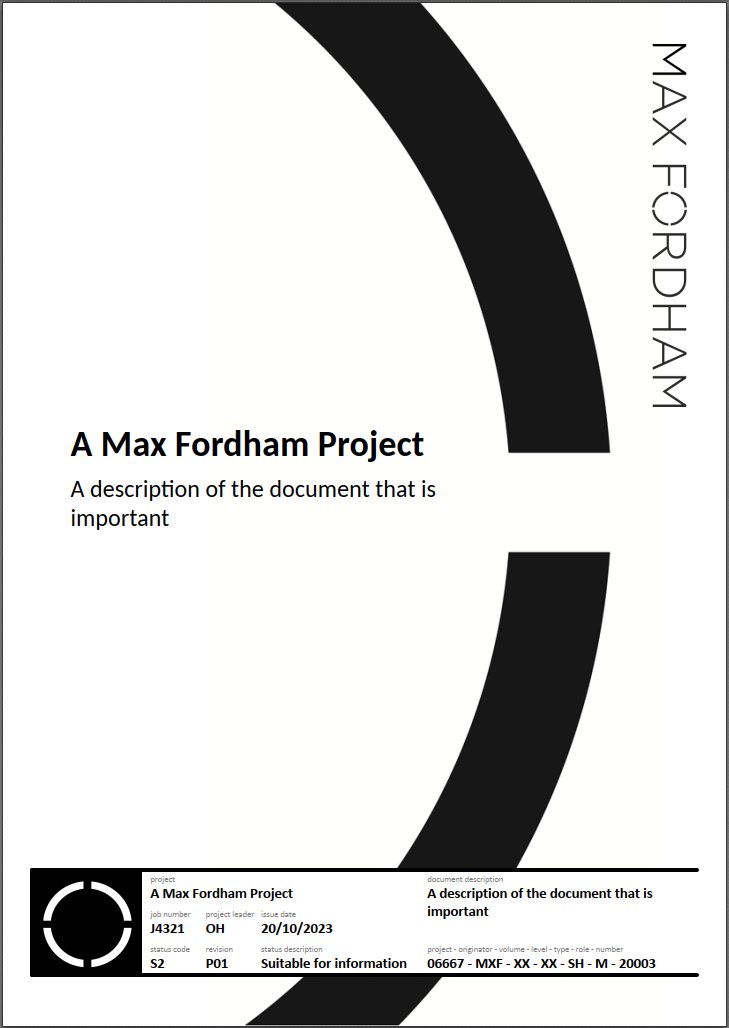 MAX FORDHAM
A Max Fordham Project
A description of the document that is
important
project
A Max Fordham Project
document description
A description of the document that is
important
job number project leader issue date
J4321 OH 20/10/2023
status code revision status description
S2 P01 Suitable for information
project - originator - volume - level - type - role - number
06667 - MXF - XX - XX - SH - M - 20003